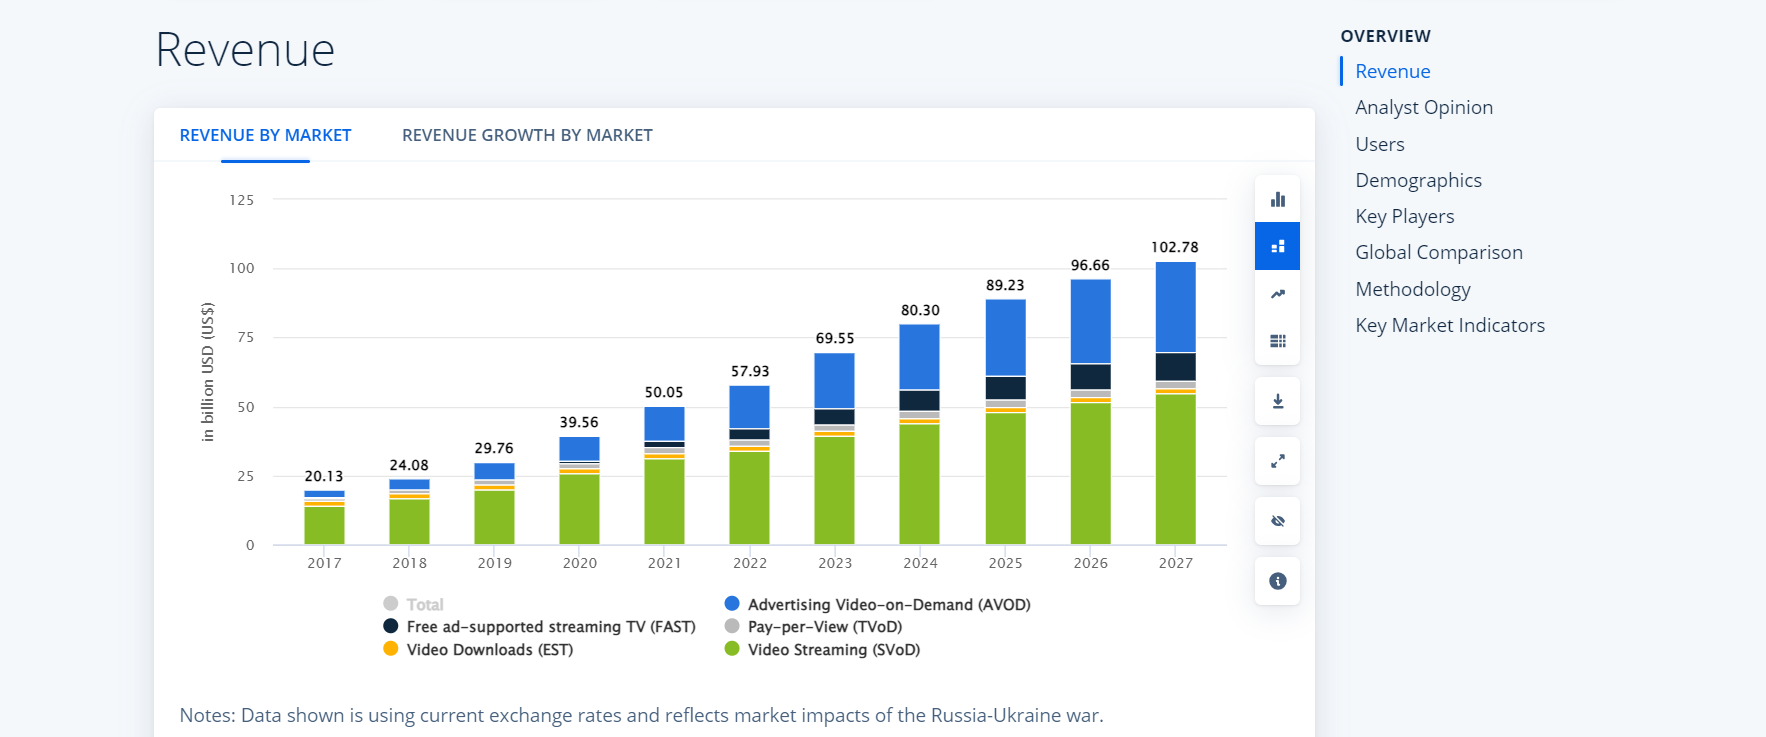 Revenue
OVERVIEW
Revenue
Analyst Opinion
Users
Demographics
Key Players
Global Comparison
Methodology
Key Market Indicators
REVENUE BY MARKET
REVENUE GROWTH BY MARKET
in billion USD (US$)
125
100
75
50
25
0
20.13
24.08
29.76
39.56
50.05
57.93
69.55
80.30
89.23
96.66
102.78
2017
2018
2019
2020
2021
2022
2023
2024
2025
2026
2027
Total
Advertising Video-on-Demand (AVOD)
Free ad-supported streaming TV (FAST)
Pay-per-View (TVoD)
Video Downloads (EST)
Video Streaming (SVoD)
Notes: Data shown is using current exchange rates and reflects market impacts of the Russia-Ukraine war.